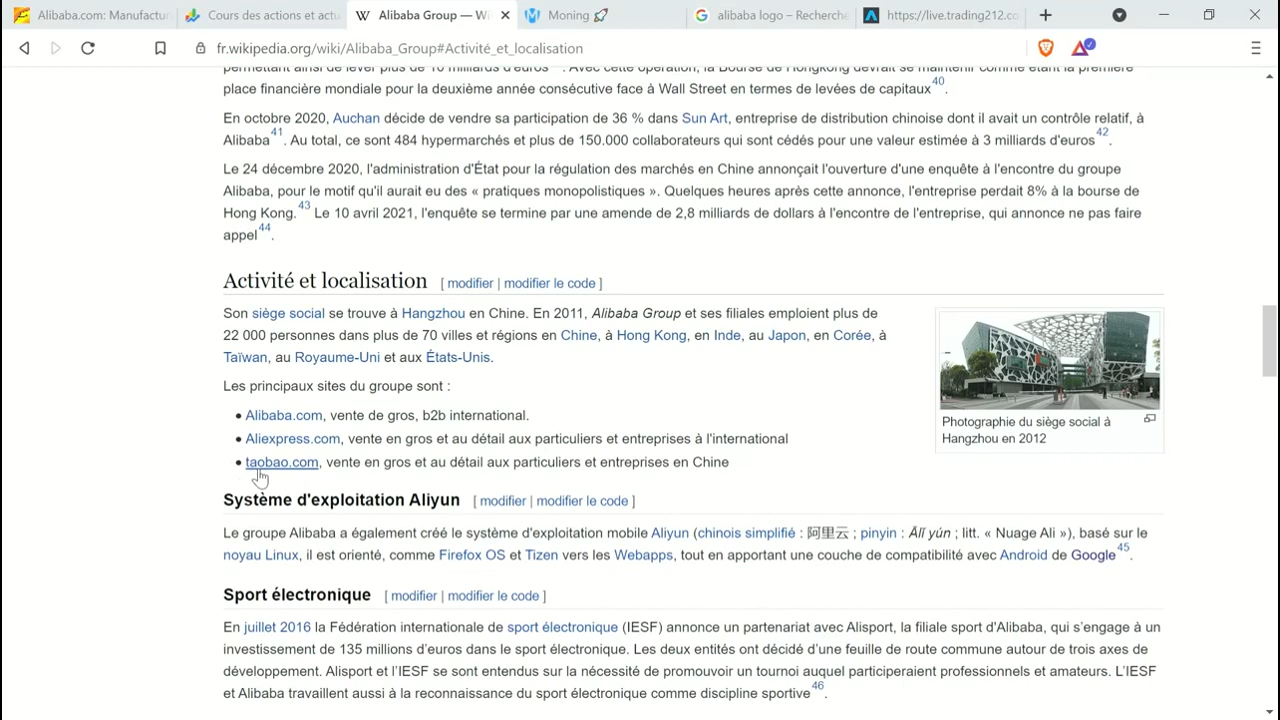 Alibaba.com: Manufactur
Cours des actions et actu
Alibaba Group — Wi
Moning 🚀
alibaba logo – Recherche
https://live.trading212.co
fr.wikipedia.org/wiki/Alibaba_Group#Activité_et_localisation
permettant ainsi de lever plus de 10 milliards d'euros. Avec cette opération, la Bourse de Hongkong devrait se maintenir comme étant la première
place financière mondiale pour la deuxième année consécutive face à Wall Street en termes de levées de capitaux40.
En octobre 2020, Auchan décide de vendre sa participation de 36 % dans Sun Art, entreprise de distribution chinoise dont il avait un contrôle relatif, à
Alibaba41. Au total, ce sont 484 hypermarchés et plus de 150.000 collaborateurs qui sont cédés pour une valeur estimée à 3 milliards d'euros42.
Le 24 décembre 2020, l'administration d'État pour la régulation des marchés en Chine annonçait l'ouverture d'une enquête à l'encontre du groupe
Alibaba, pour le motif qu'il aurait eu des « pratiques monopolistiques ». Quelques heures après cette annonce, l'entreprise perdait 8% à la bourse de
Hong Kong.43 Le 10 avril 2021, l'enquête se termine par une amende de 2,8 milliards de dollars à l'encontre de l'entreprise, qui annonce ne pas faire
appel44.
Activité et localisation [ modifier | modifier le code ]
Son siège social se trouve à Hangzhou en Chine. En 2011, Alibaba Group et ses filiales emploient plus de
22 000 personnes dans plus de 70 villes et régions en Chine, à Hong Kong, en Inde, au Japon, en Corée, à
Taïwan, au Royaume-Uni et aux États-Unis.
Les principaux sites du groupe sont :
• Alibaba.com, vente de gros, b2b international.
• Aliexpress.com, vente en gros et au détail aux particuliers et entreprises à l'international
• taobao.com, vente en gros et au détail aux particuliers et entreprises en Chine
Photographie du siège social à
Hangzhou en 2012
Système d'exploitation Aliyun [ modifier | modifier le code ]
Le groupe Alibaba a également créé le système d'exploitation mobile Aliyun (chinois simplifié : 阿里云 ; pinyin : Ālǐ yún ; litt. « Nuage Ali »), basé sur le
noyau Linux, il est orienté, comme Firefox OS et Tizen vers les Webapps, tout en apportant une couche de compatibilité avec Android de Google45.
Sport électronique [ modifier | modifier le code ]
En juillet 2016 la Fédération internationale de sport électronique (IESF) annonce un partenariat avec Alisport, la filiale sport d'Alibaba, qui s’engage à un
investissement de 135 millions d’euros dans le sport électronique. Les deux entités ont décidé d’une feuille de route commune autour de trois axes de
développement. Alisport et l’IESF se sont entendus sur la nécessité de promouvoir un tournoi auquel participeraient professionnels et amateurs. L’IESF
et Alibaba travaillent aussi à la reconnaissance du sport électronique comme discipline sportive46.